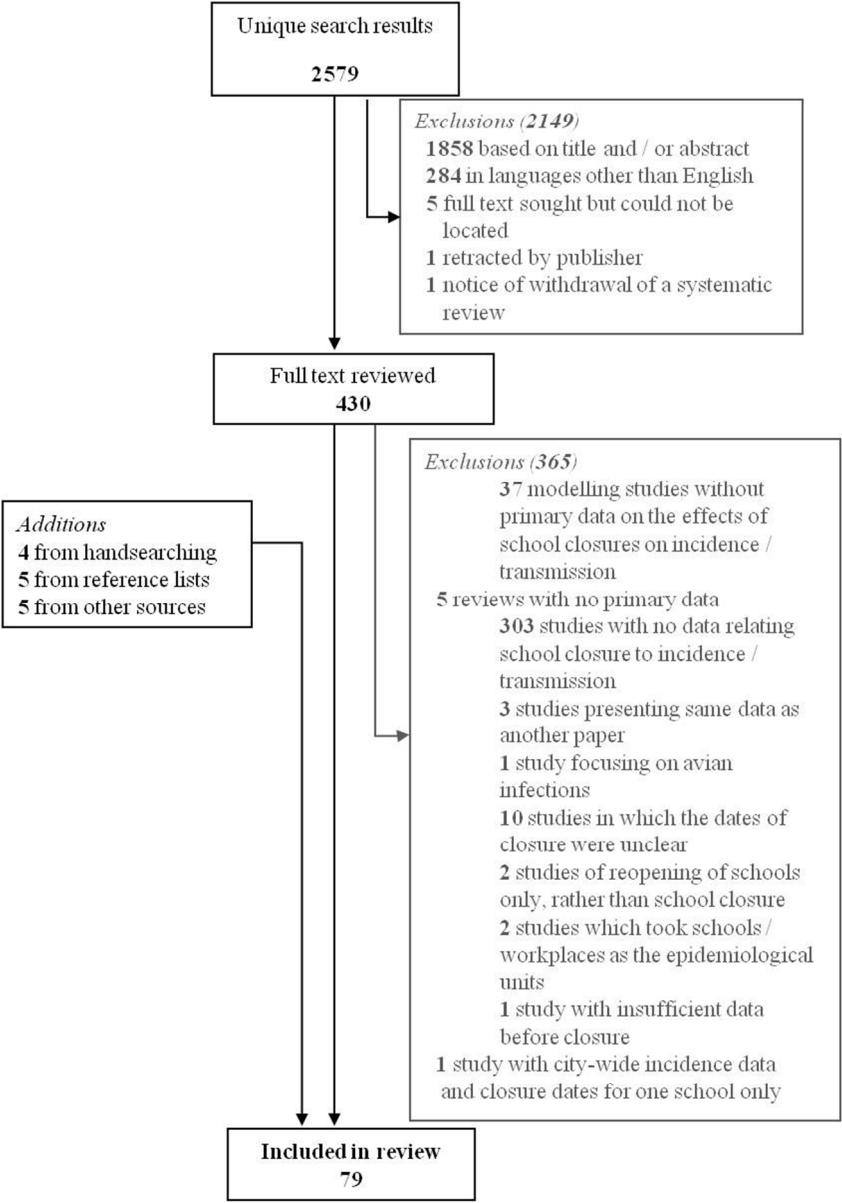 Unique search results
2579
Exclusions (2149)
1858 based on title and / or abstract
284 in languages other than English
5 full text sought but could not be
located
1 retracted by publisher
1 notice of withdrawal of a systematic
review
Full text reviewed
430
Exclusions (365)
37 modelling studies without
primary data on the effects of
school closures on incidence /
transmission
5 reviews with no primary data
303 studies with no data relating
school closure to incidence /
transmission
3 studies presenting same data as
another paper
1 study focusing on avian
infections
10 studies in which the dates of
closure were unclear
2 studies of reopening of schools
only, rather than school closure
2 studies which took schools /
workplaces as the epidemiological
units
1 study with insufficient data
before closure
1 study with city-wide incidence data
and closure dates for one school only
Additions
4 from handsearching
5 from reference lists
5 from other sources
Included in review
79